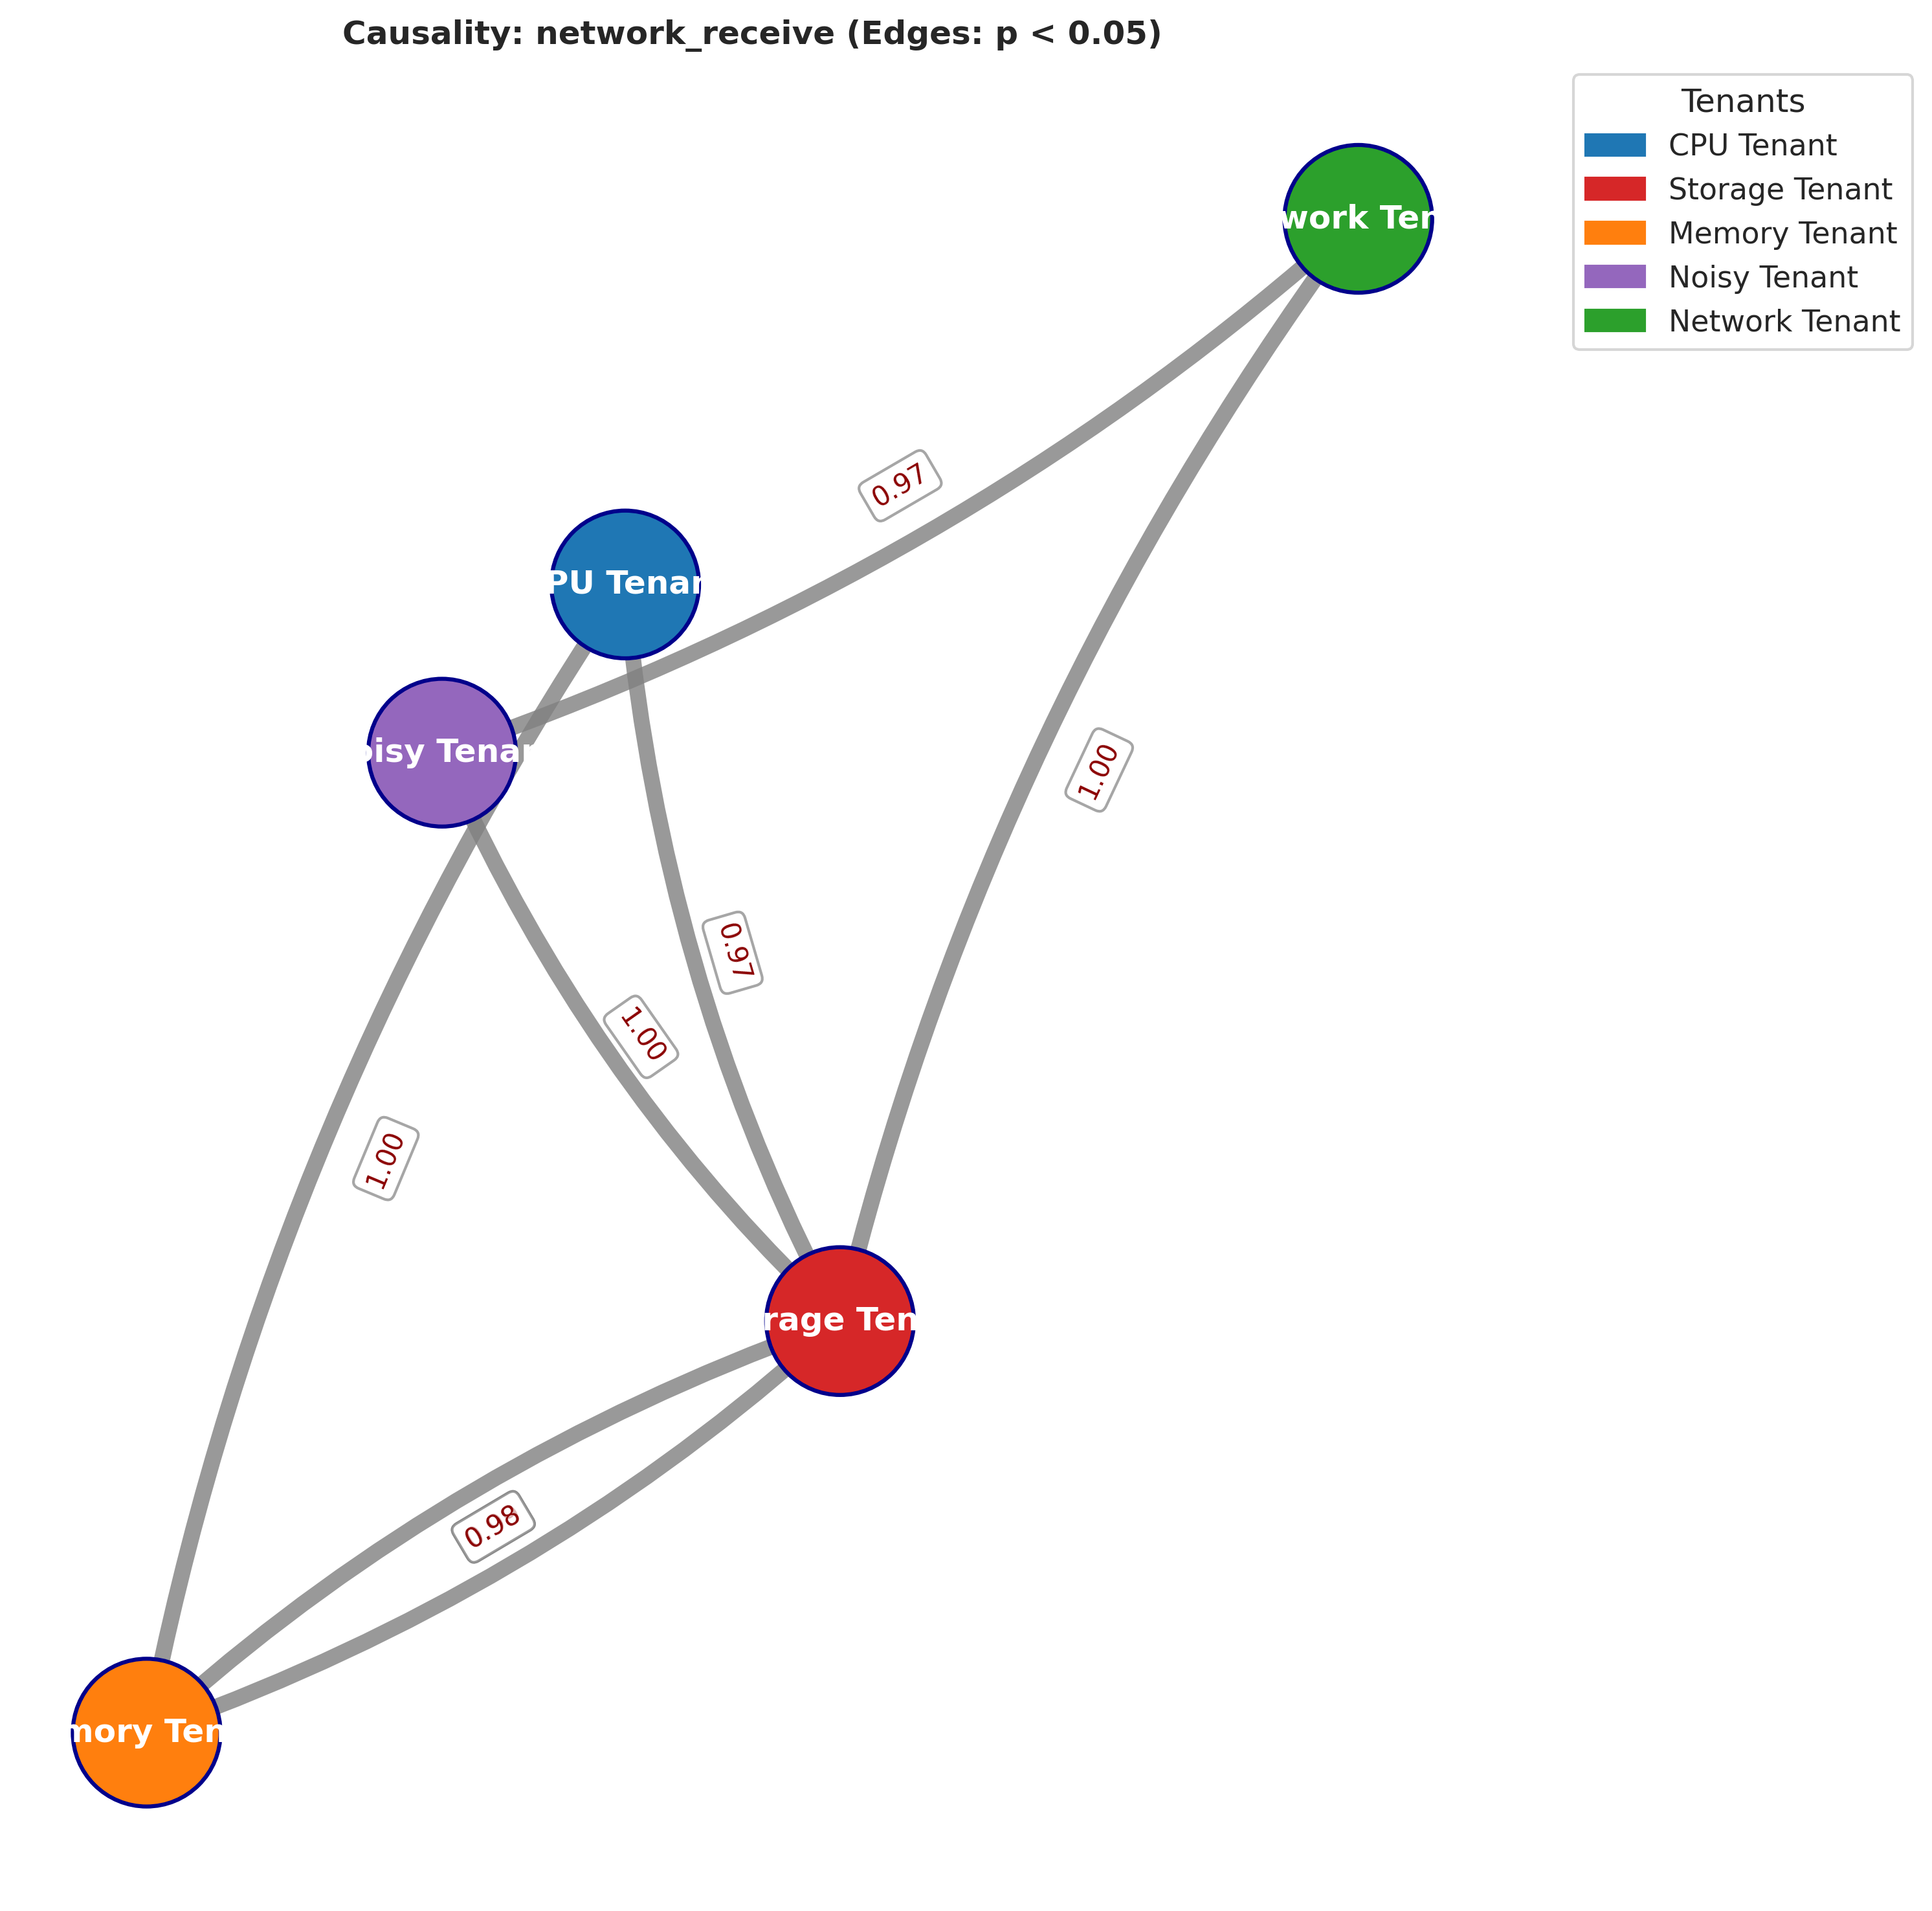 Causality: network_receive (Edges: p < 0.05)
Tenants
CPU Tenant
Storage Tenant
Memory Tenant
Noisy Tenant
Network Tenant
work Ten
0.97
PU Tenan
oisy Tenan
1.00
0.97
1.00
1.00
rage Ten
0.98
mory Ten